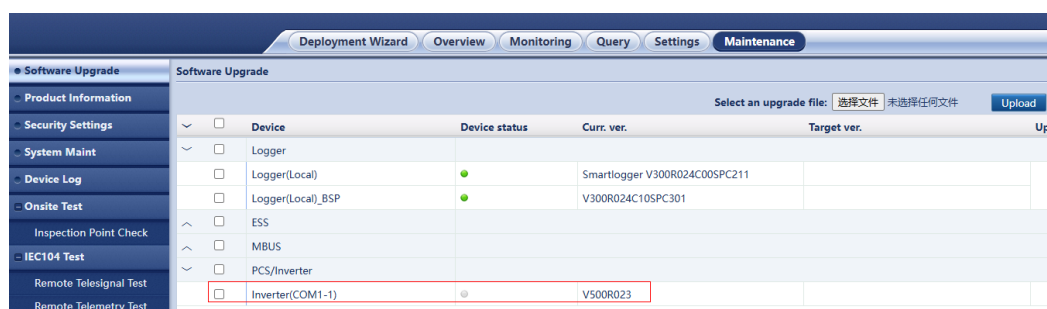 Deployment Wizard Overview Monitoring Query Settings Maintenance
Software Upgrade
Product Information
Security Settings
System Maint
Device Log
Onsite Test
Inspection Point Check
IEC104 Test
Remote Telesignal Test
Remote Telemetry Test
Software Upgrade
Select an upgrade file: 选择文件 未选择任何文件 Upload
Device Device status Curr. ver. Target ver. Up
Logger
Logger(Local) Smartlogger V300R024C00SPC211
Logger(Local)_BSP V300R024C10SPC301
ESS
MBUS
PCS/Inverter
Inverter(COM1-1) V500R023